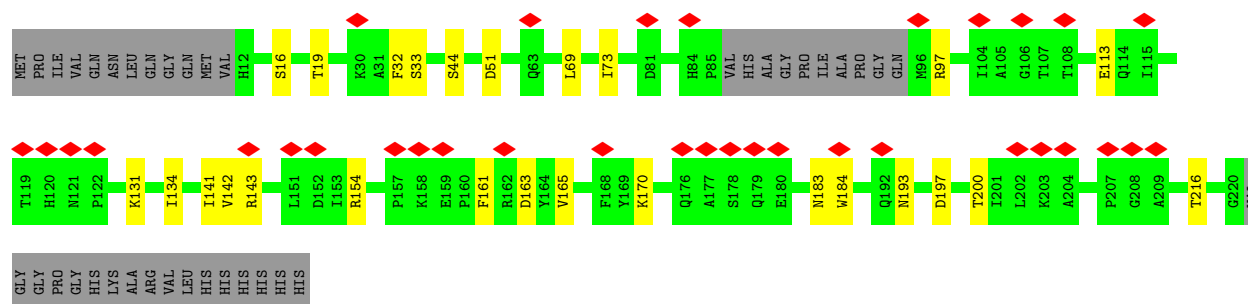 MET PRO ILE VAL GLN ASN LEU GLN GLY GLN MET VAL H12 S16 T19 K30 A31 F32 S33 S44 D51 Q63 L69 I73 D81 H84 P85 VAL HIS ALA GLY PRO ILE ALA PRO GLY GLN M96 R97 I104 A105 G106 T107 T108 E113 Q114 I115
T119 H120 N121 P122 K131 I134 I141 V142 R143 L151 D152 I153 R154 P157 K158 E159 P160 F161 R162 D163 Y164 V165 F168 Y169 K170 Q176 A177 S178 Q179 E180 N183 W184 Q192 N193 D197 T200 I201 L202 K203 A204 P207 G208 A209 T216 G220
GLY GLY PRO GLY HIS LYS ALA ARG VAL LEU HIS HIS HIS HIS HIS HIS